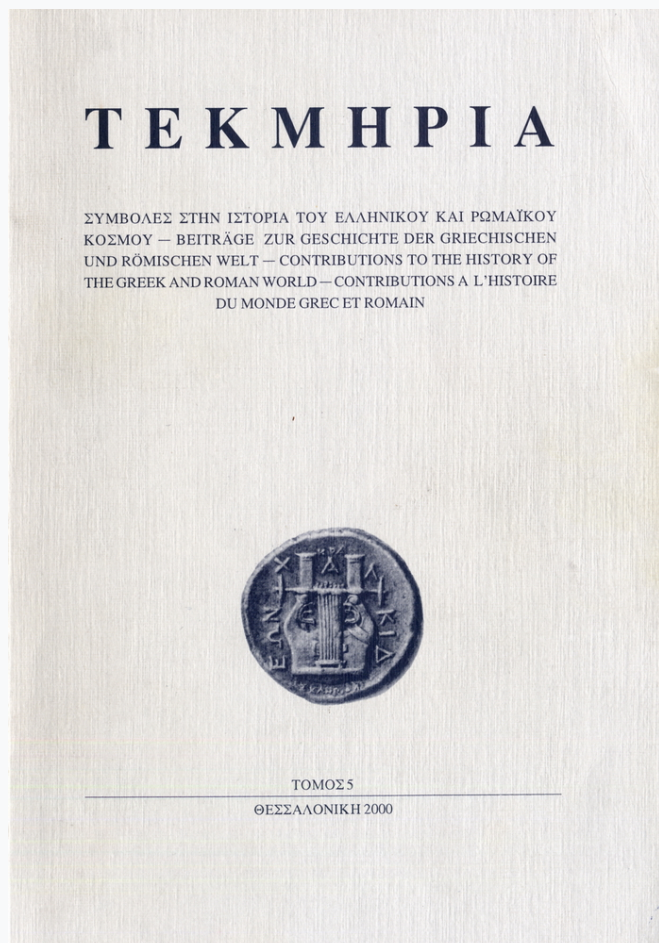 ΤΕΚΜΗΡΙΑ
ΣΥΜΒΟΛΕΣ ΣΤΗΝ ΙΣΤΟΡΙΑ ΤΟΥ ΕΛΛΗΝΙΚΟΥ ΚΑΙ ΡΩΜΑΪΚΟΥ
ΚΟΣΜΟΥ — BEITRÄGE ZUR GESCHICHTE DER GRIECHISCHEN
UND RÖMISCHEN WELT — CONTRIBUTIONS TO THE HISTORY OF
THE GREEK AND ROMAN WORLD — CONTRIBUTIONS A L'HISTOIRE
DU MONDE GREC ET ROMAIN
ΧΑΛΚΙΔΕΩΝ
ΤΟΜΟΣ 5
ΘΕΣΣΑΛΟΝΙΚΗ 2000